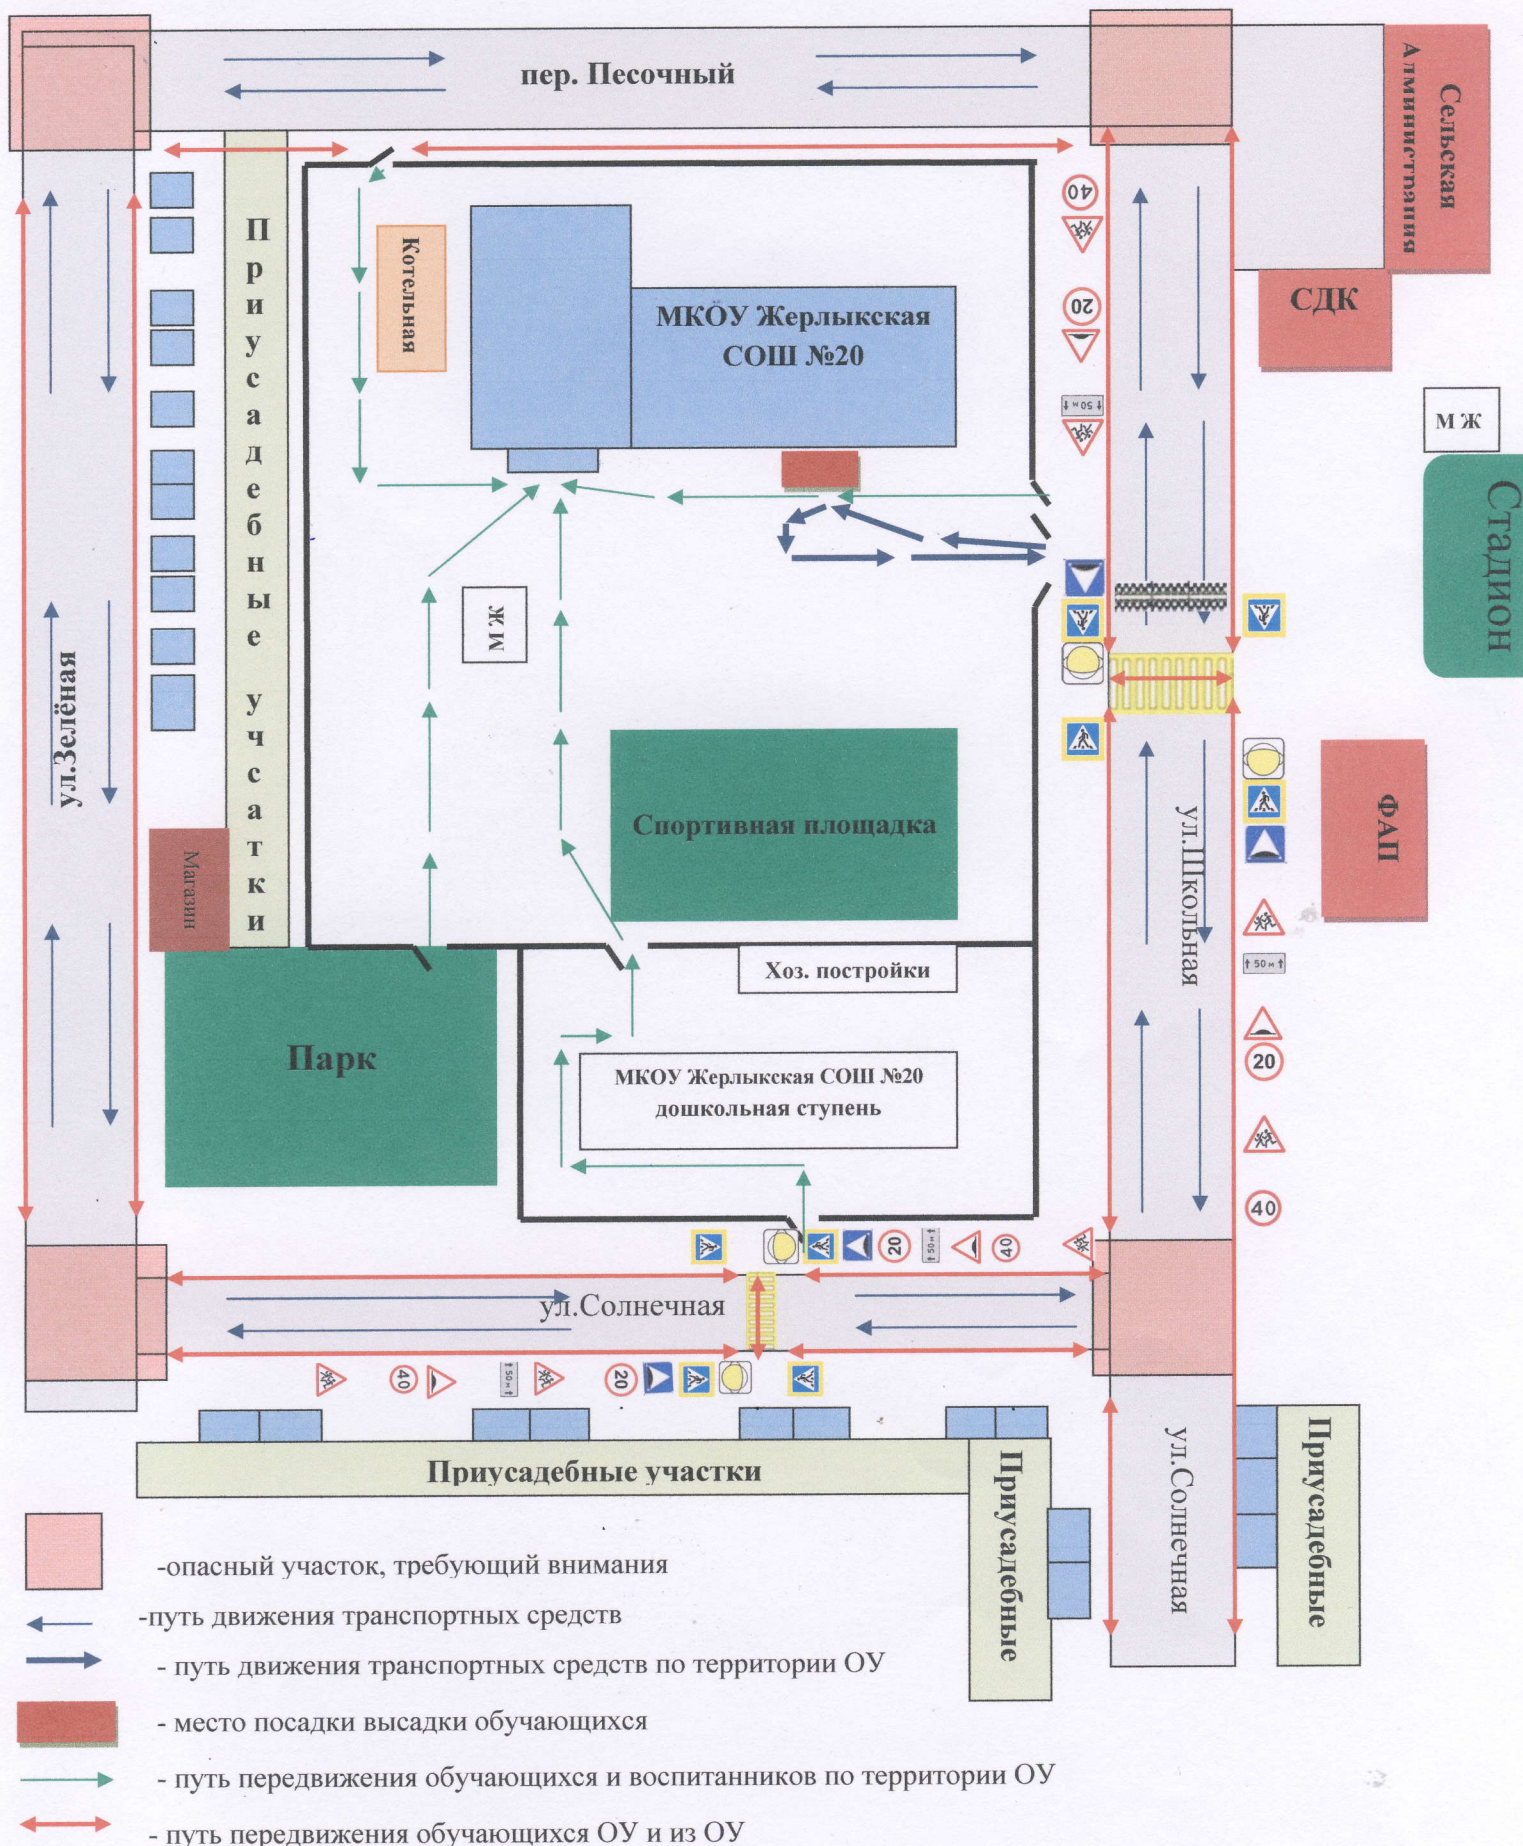 пер. Песочный
Сельская
Администрация
40
Котельная
МКОУ Жерлыкская
СОШ №20
20
СДК
50 м
М Ж
Стадион
Приусадебные учсатки
М Ж
ул.Зелёная
Спортивная площадка
ул.Школьная
ФАП
Магазин
50 м
Хоз. постройки
20
Парк
МКОУ Жерлыкская СОШ №20
дошкольная ступень
40
20
50 м
40
ул.Солнечная
40
50 м
20
Приусадебные участки
Приусадебные
ул.Солнечная
Приусадебные
-опасный участок, требующий внимания
-путь движения транспортных средств
- путь движения транспортных средств по территории ОУ
- место посадки высадки обучающихся
- путь передвижения обучающихся и воспитанников по территории ОУ
- путь передвижения обучающихся ОУ и из ОУ